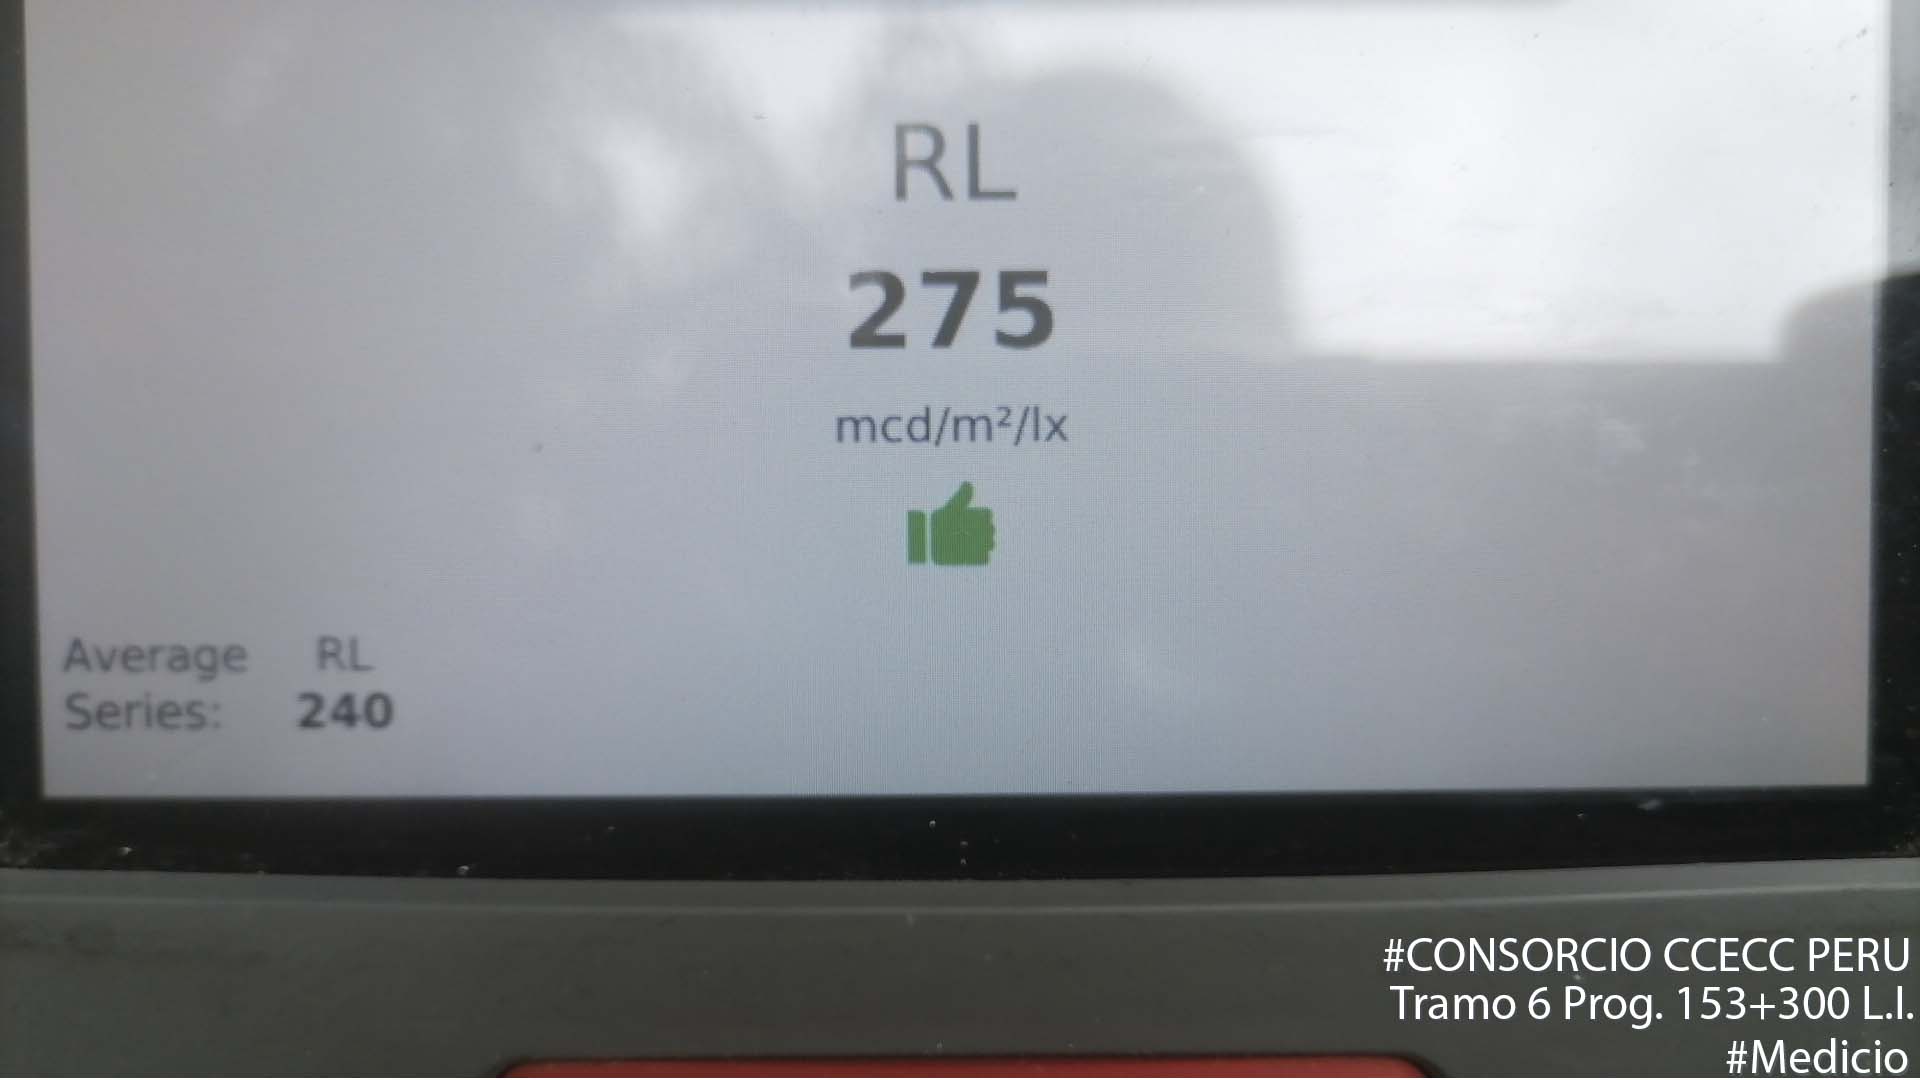 RL
275
mcd/m²/lx
Average RL
Series: 240
#CONSORCIO CCECC PERU
Tramo 6 Prog. 153+300 L.I.
#Medicio